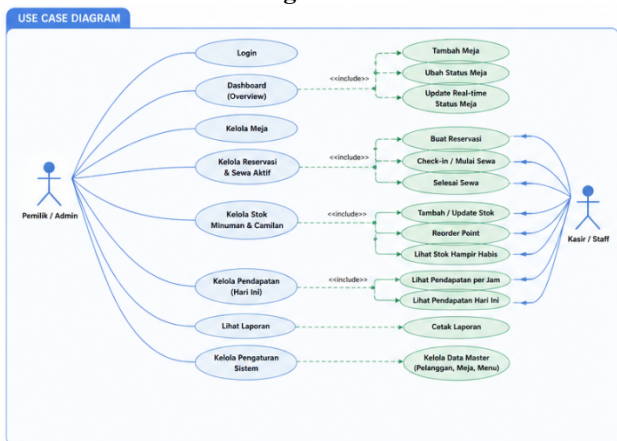 USE CASE DIAGRAM
Login
Dashboard
(Overview)
<<include>>
Tambah Meja
Ubah Status Meja
Update Real-time
Status Meja
Kelola Meja
Kelola Reservasi
& Sewa Aktif
<<include>>
Buat Reservasi
Check-in / Mulai Sewa
Selesai Sewa
Pemilik / Admin
Kelola Stok
Minuman & Camilan
<<include>>
Tambah / Update Stok
Reorder Point
Lihat Stok Hampir Habis
Kasir / Staff
Kelola Pendapatan
(Hari Ini)
<<include>>
Lihat Pendapatan per Jam
Lihat Pendapatan Hari Ini
Lihat Laporan
Cetak Laporan
Kelola Pengaturan
Sistem
Kelola Data Master
(Pelanggan, Meja, Menu)